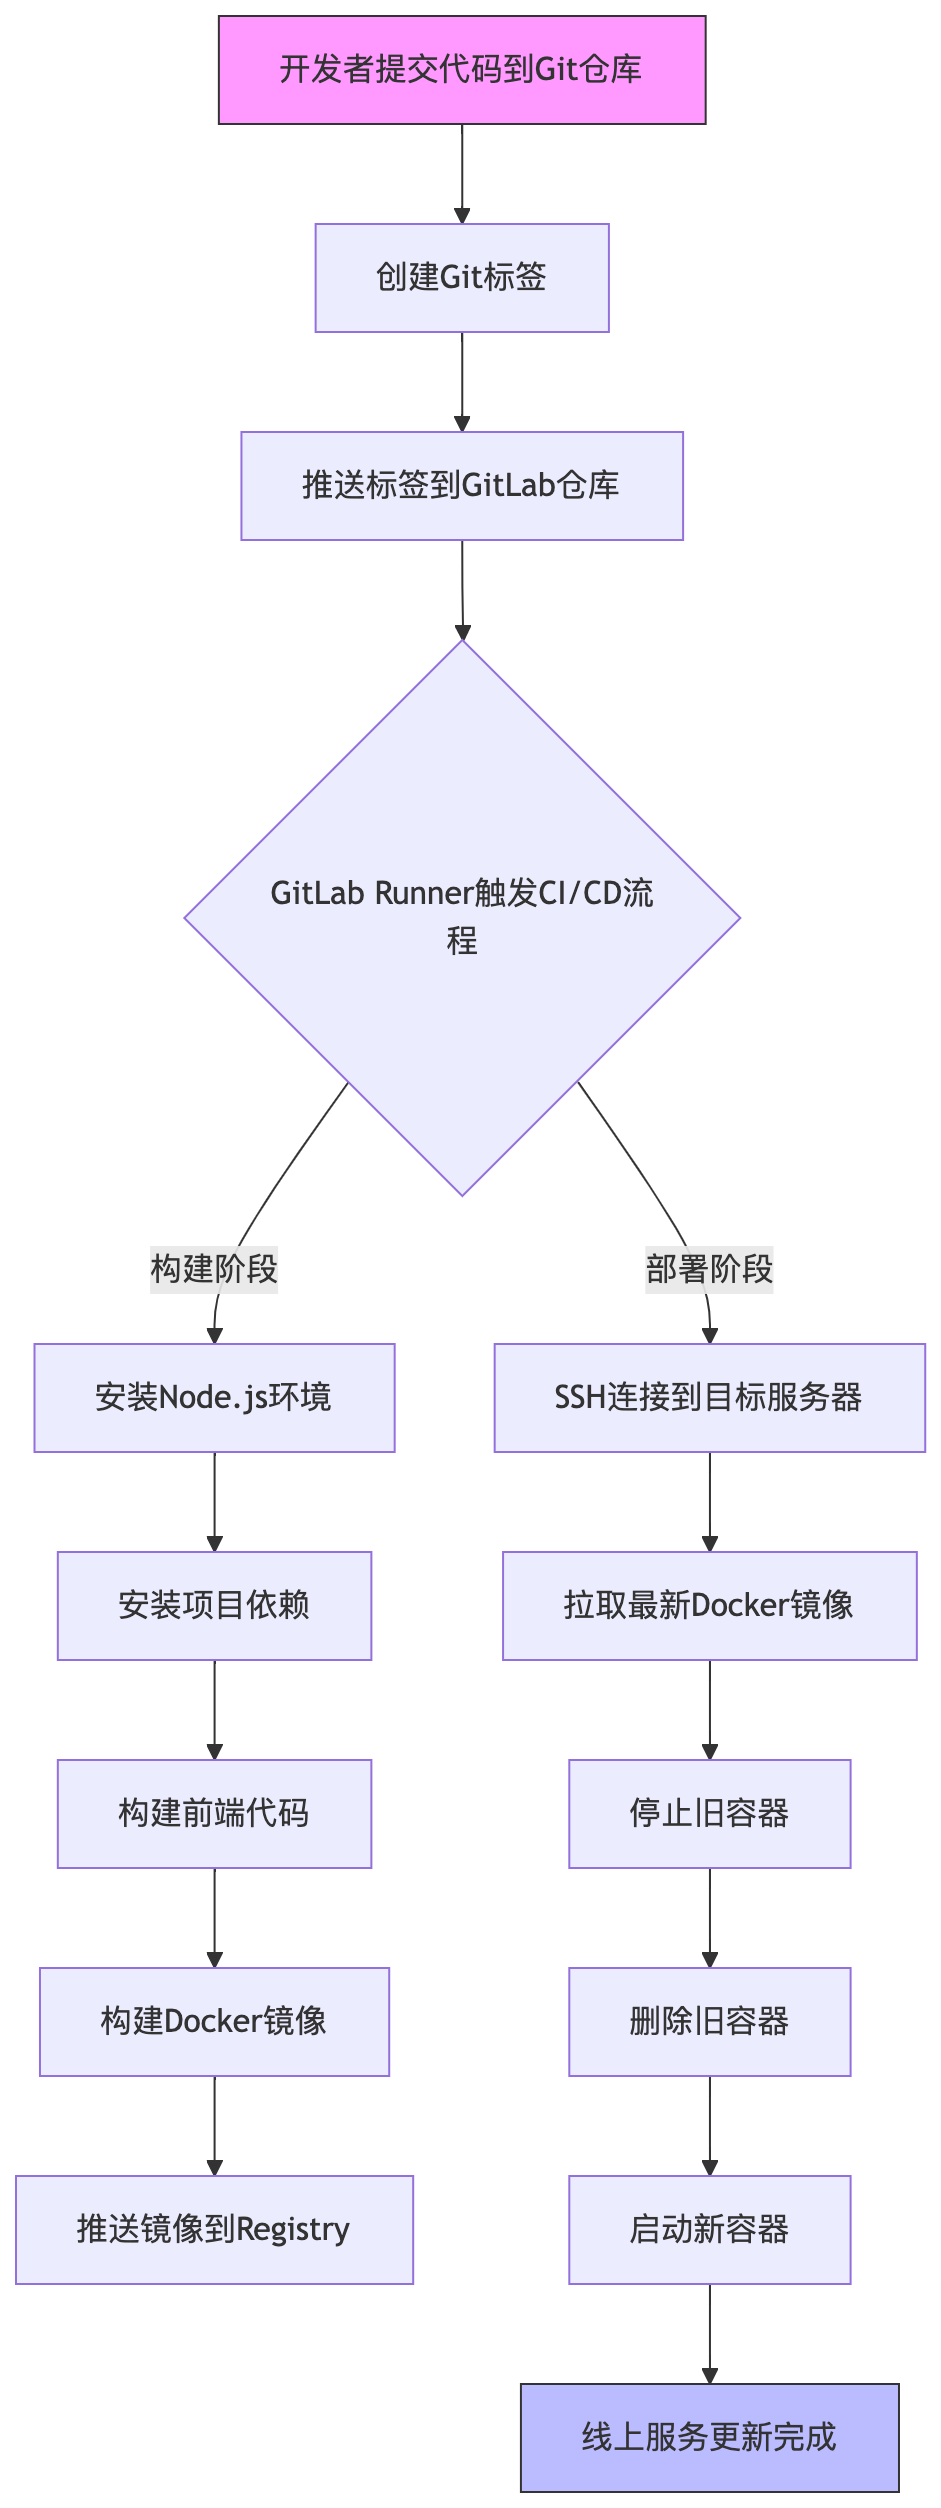 开发者提交代码到Git仓库
创建Git标签
推送标签到GitLab仓库
GitLab Runner触发CI/CD流
程
构建阶段
部署阶段
安装Node.js环境
SSH连接到目标服务器
安装项目依赖
拉取最新Docker镜像
构建前端代码
停止旧容器
构建Docker镜像
删除旧容器
推送镜像到Registry
启动新容器
线上服务更新完成